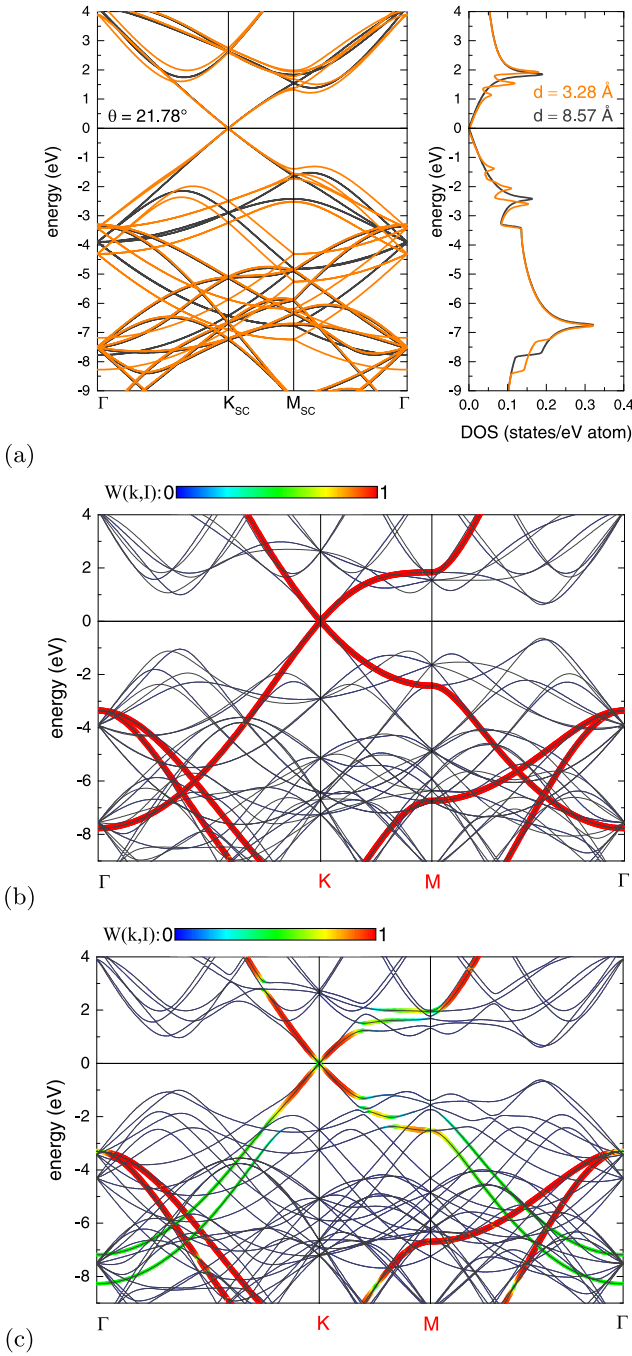 4
3
2
1
0
-1
-2
-3
-4
-5
-6
-7
-8
-9
energy (eV)
θ = 21.78°
Γ K_SC M_SC Γ
4
3
2
1
0
-1
-2
-3
-4
-5
-6
-7
-8
-9
energy (eV)
d = 3.28 Å
d = 8.57 Å
0.0 0.1 0.2 0.3 0.4
DOS (states/eV atom)
(a)
W(k,I): 0 1
4
2
0
-2
-4
-6
-8
energy (eV)
Γ K M Γ
(b)
W(k,I): 0 1
4
2
0
-2
-4
-6
-8
energy (eV)
Γ K M Γ
(c)